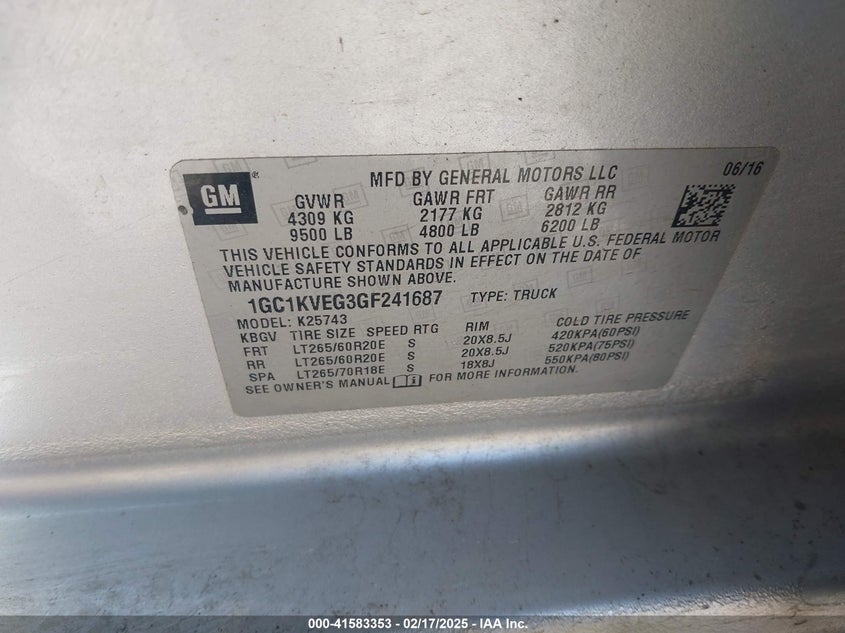 GM ®
MFD BY GENERAL MOTORS LLC
06/16
GVWR GAWR FRT GAWR RR
4309 KG 2177 KG 2812 KG
9500 LB 4800 LB 6200 LB
THIS VEHICLE CONFORMS TO ALL APPLICABLE U.S. FEDERAL MOTOR
VEHICLE SAFETY STANDARDS IN EFFECT ON THE DATE OF
MANUFACTURE SHOWN ABOVE.
1GC1KVEG3GF241687 TYPE: TRUCK
MODEL: K25743
KBGV TIRE SIZE SPEED RTG RIM COLD TIRE PRESSURE
FRT LT265/60R20E S 20X8.5J 420KPA(60PSI)
RR LT265/60R20E S 20X8.5J 520KPA(75PSI)
SPA LT265/70R18E S 18X8J 550KPA(80PSI)
SEE OWNER'S MANUAL FOR MORE INFORMATION.
000-41583353 - 02/17/2025 - IAA Inc.